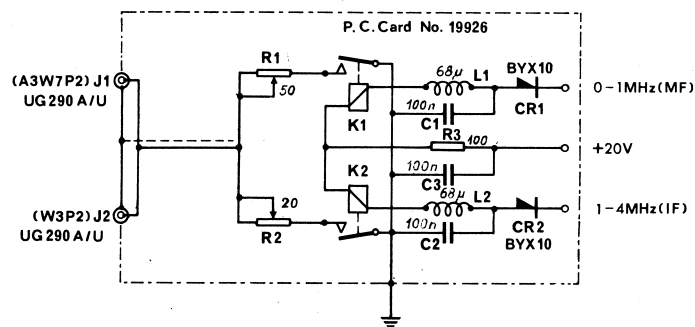 P.C. Card No. 19926
(A3W7P2) J1
UG290 A/U
R1
50
K1
68µ
L1
100n
C1
BYX10
CR1
0-1MHz(MF)
R3
100
+20V
100n
C3
K2
(W3P2) J2
UG290 A/U
20
R2
68µ
L2
100n
C2
CR2
BYX10
1-4MHz(IF)